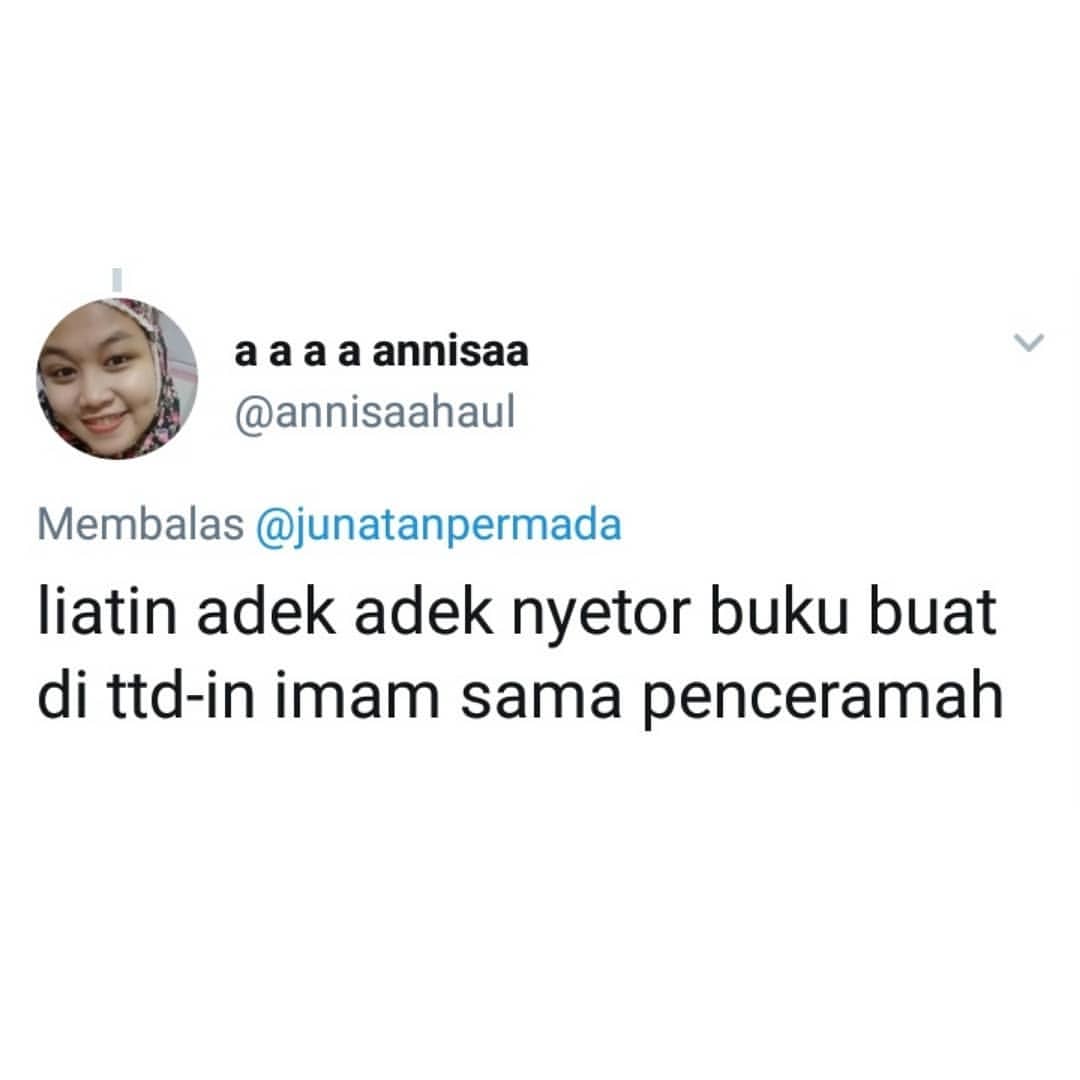 a a a a annisaa
@annisaahaul
Membalas @junatanpermada
liatin adek adek nyetor buku buat
di ttd-in imam sama penceramah